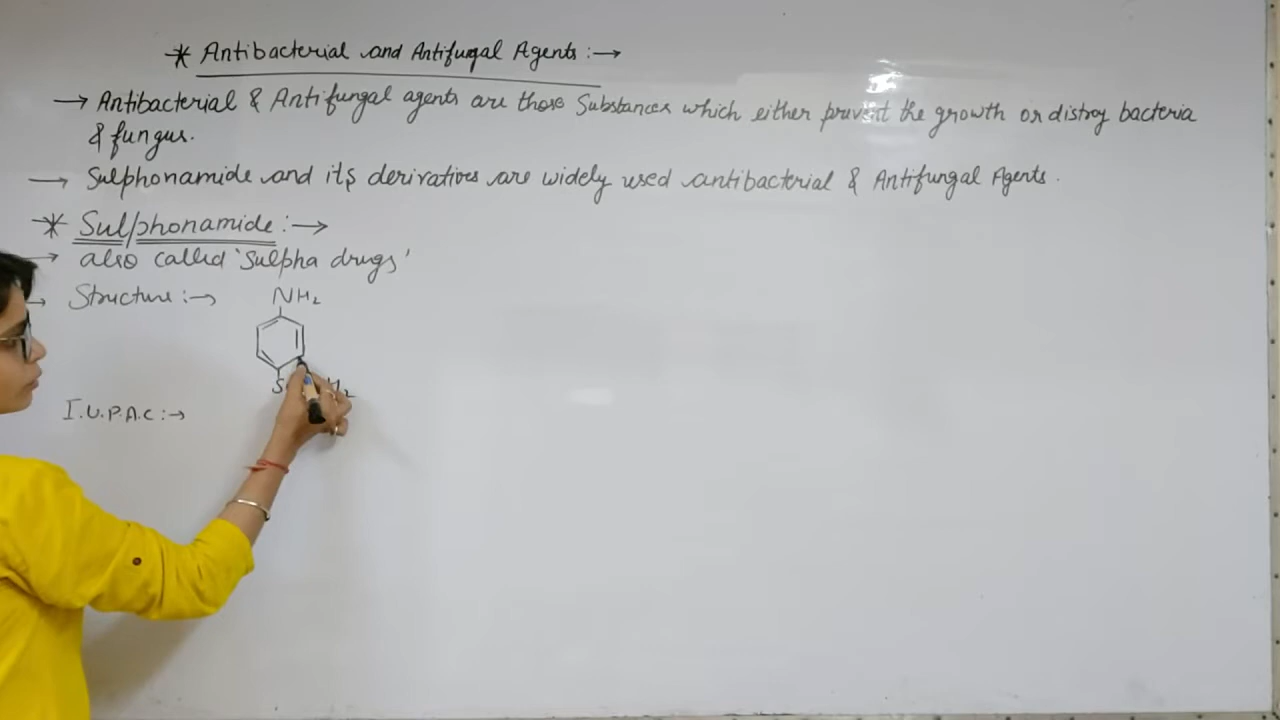 * Antibacterial and Antifungal Agents :→
→ Antibacterial & Antifungal agents are those Substances which either prevent the growth or distroy bacteria
& fungus.
→ Sulphonamide and its derivatives are widely used antibacterial & Antifungal Agents.
* Sulphonamide :→
→ also called 'Sulpha drugs'
→ Structure :→ NH2
I.U.P.A.C :→